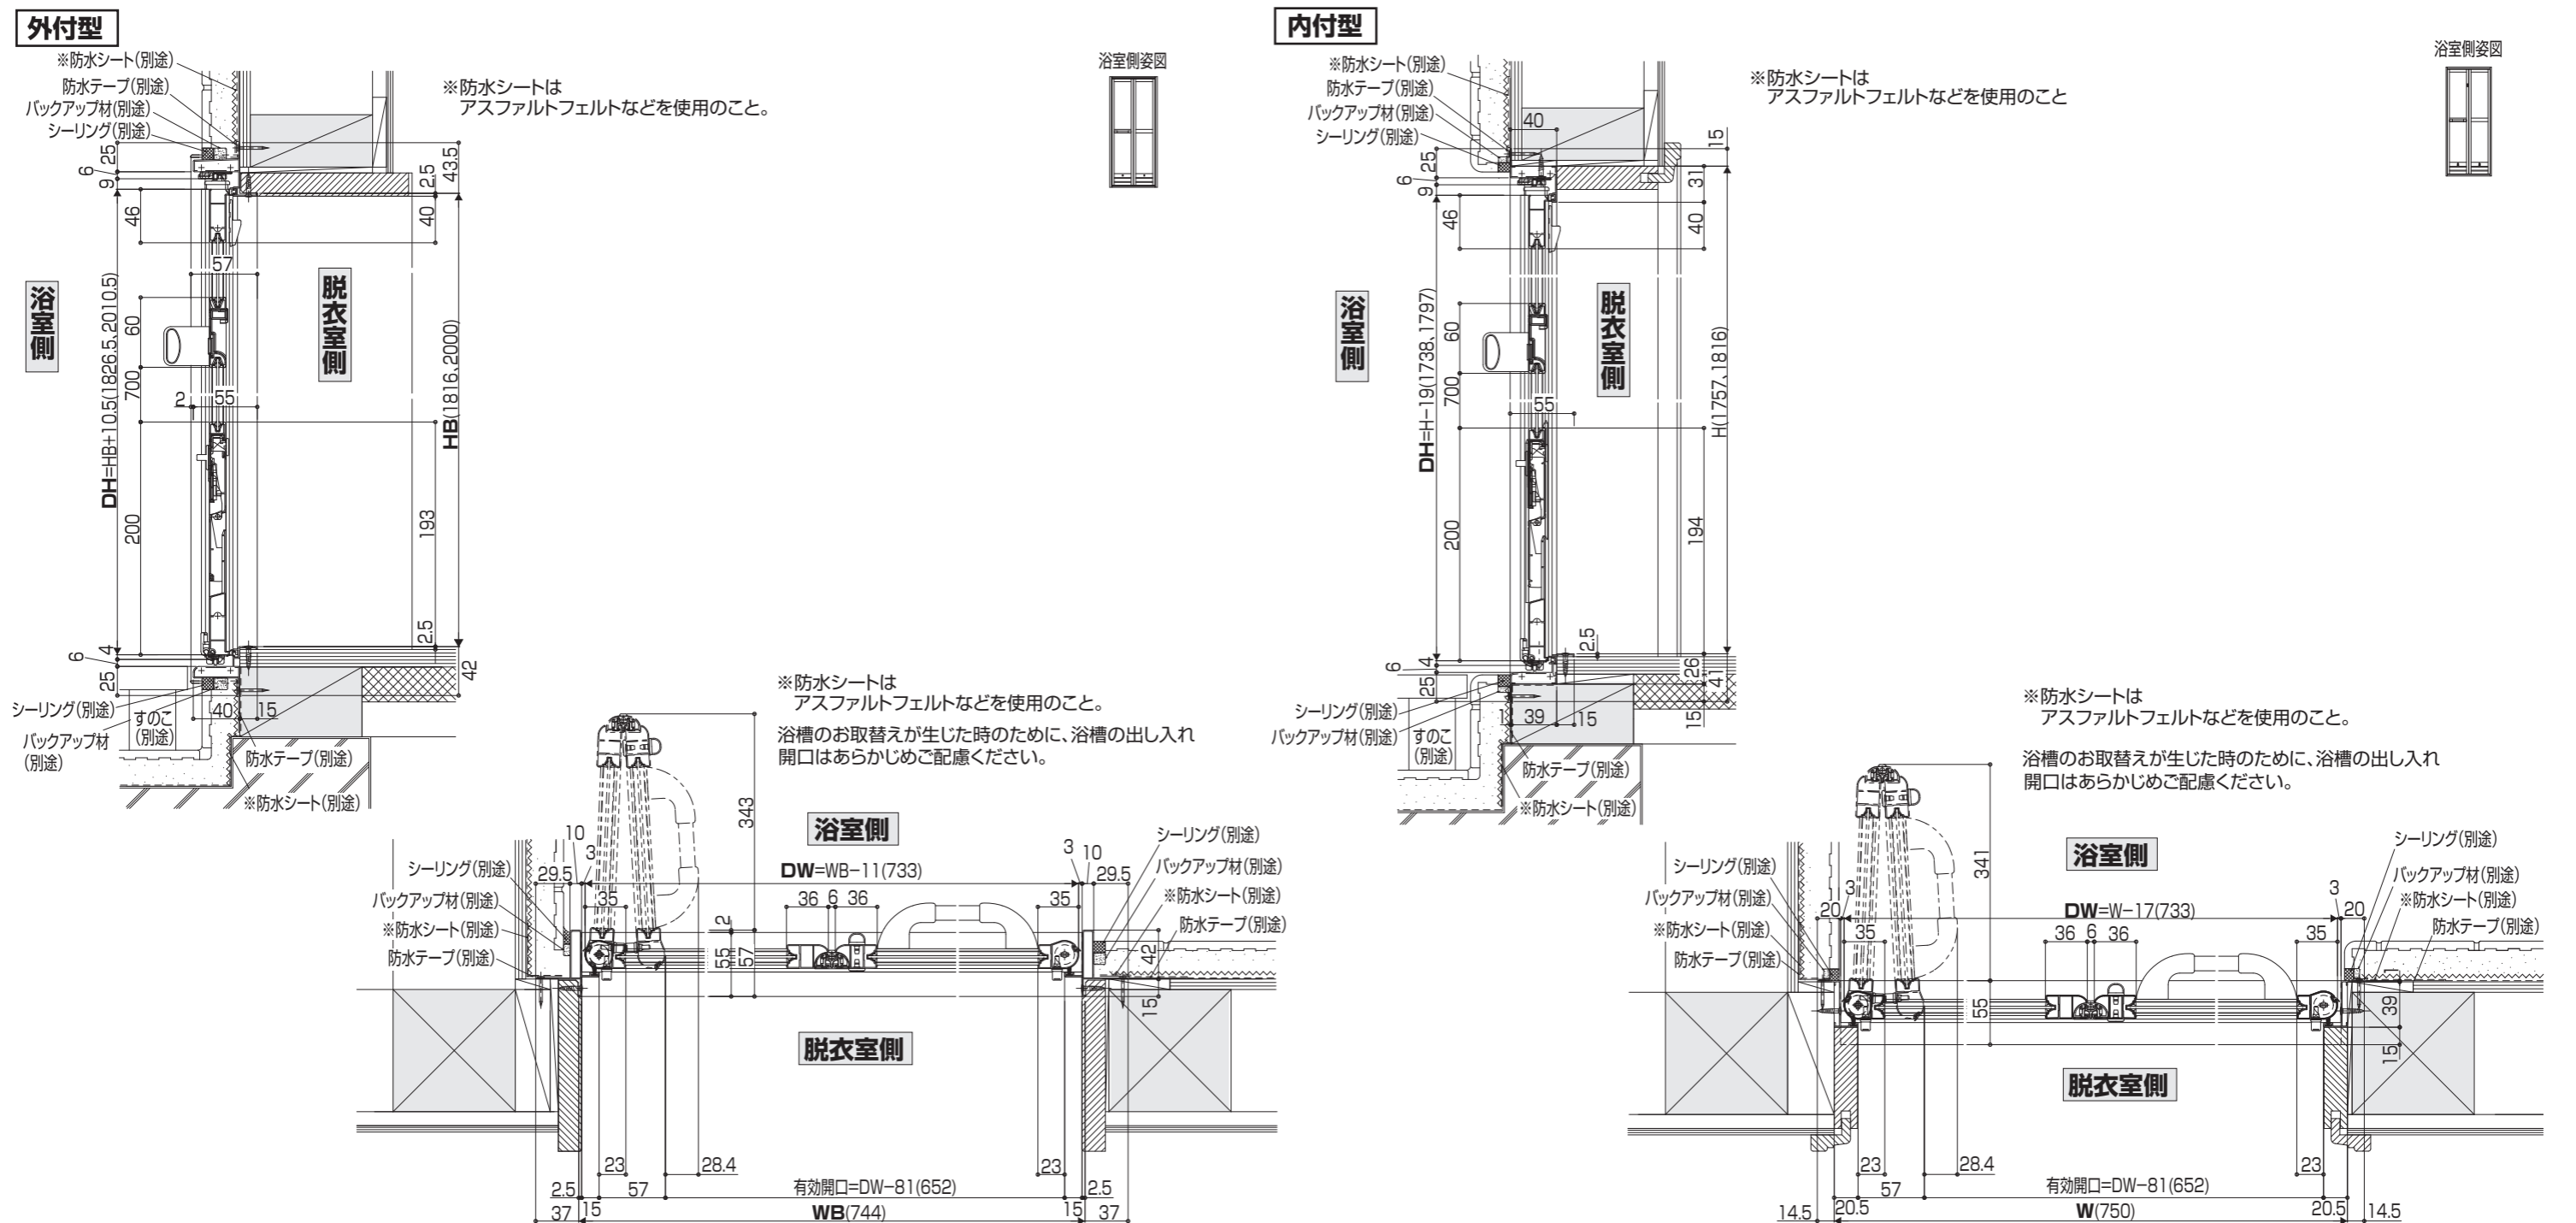 外付型
※防水シート(別途)
防水テープ(別途)
バックアップ材(別途)
シーリング(別途)
※防水シートは
アスファルトフェルトなどを使用のこと。
浴室側姿図
25
6
9
46
43.5
2.5
40
57
浴室側
脱衣室側
DH=HB+10.5(1826.5、2010.5)
60
700
2
55
200
HB(1816、2000)
193
2.5
4
6
25
42
シーリング(別途)
バックアップ材
(別途)
すのこ
(別途)
40
15
防水テープ(別途)
※防水シート(別途)
※防水シートは
アスファルトフェルトなどを使用のこと。
浴槽のお取替えが生じた時のために、浴槽の出し入れ
開口はあらかじめご配慮ください。
343
浴室側
10
3
29.5
シーリング(別途)
バックアップ材(別途)
※防水シート(別途)
防水テープ(別途)
DW=WB-11(733)
35
36
6
36
35
3
10
29.5
シーリング(別途)
バックアップ材(別途)
※防水シート(別途)
防水テープ(別途)
2
55
57
42
15
脱衣室側
23
28.4
23
2.5
57
有効開口=DW-81(652)
2.5
37
15
WB(744)
15
37
内付型
※防水シート(別途)
防水テープ(別途)
バックアップ材(別途)
シーリング(別途)
※防水シートは
アスファルトフェルトなどを使用のこと
浴室側姿図
40
15
25
6
9
46
31
40
浴室側
脱衣室側
DH=H-19(1738、1797)
60
700
55
200
H(1757、1816)
194
2.5
4
6
25
26
41
15
シーリング(別途)
バックアップ材(別途)
すのこ
(別途)
1
39
15
防水テープ(別途)
※防水シート(別途)
※防水シートは
アスファルトフェルトなどを使用のこと。
浴槽のお取替えが生じた時のために、浴槽の出し入れ
開口はあらかじめご配慮ください。
341
浴室側
シーリング(別途)
バックアップ材(別途)
※防水シート(別途)
防水テープ(別途)
3
20
DW=W-17(733)
35
36
6
36
35
3
20
シーリング(別途)
バックアップ材(別途)
※防水シート(別途)
防水テープ(別途)
55
1
39
15
脱衣室側
23
28.4
23
57
有効開口=DW-81(652)
14.5
20.5
W(750)
20.5
14.5